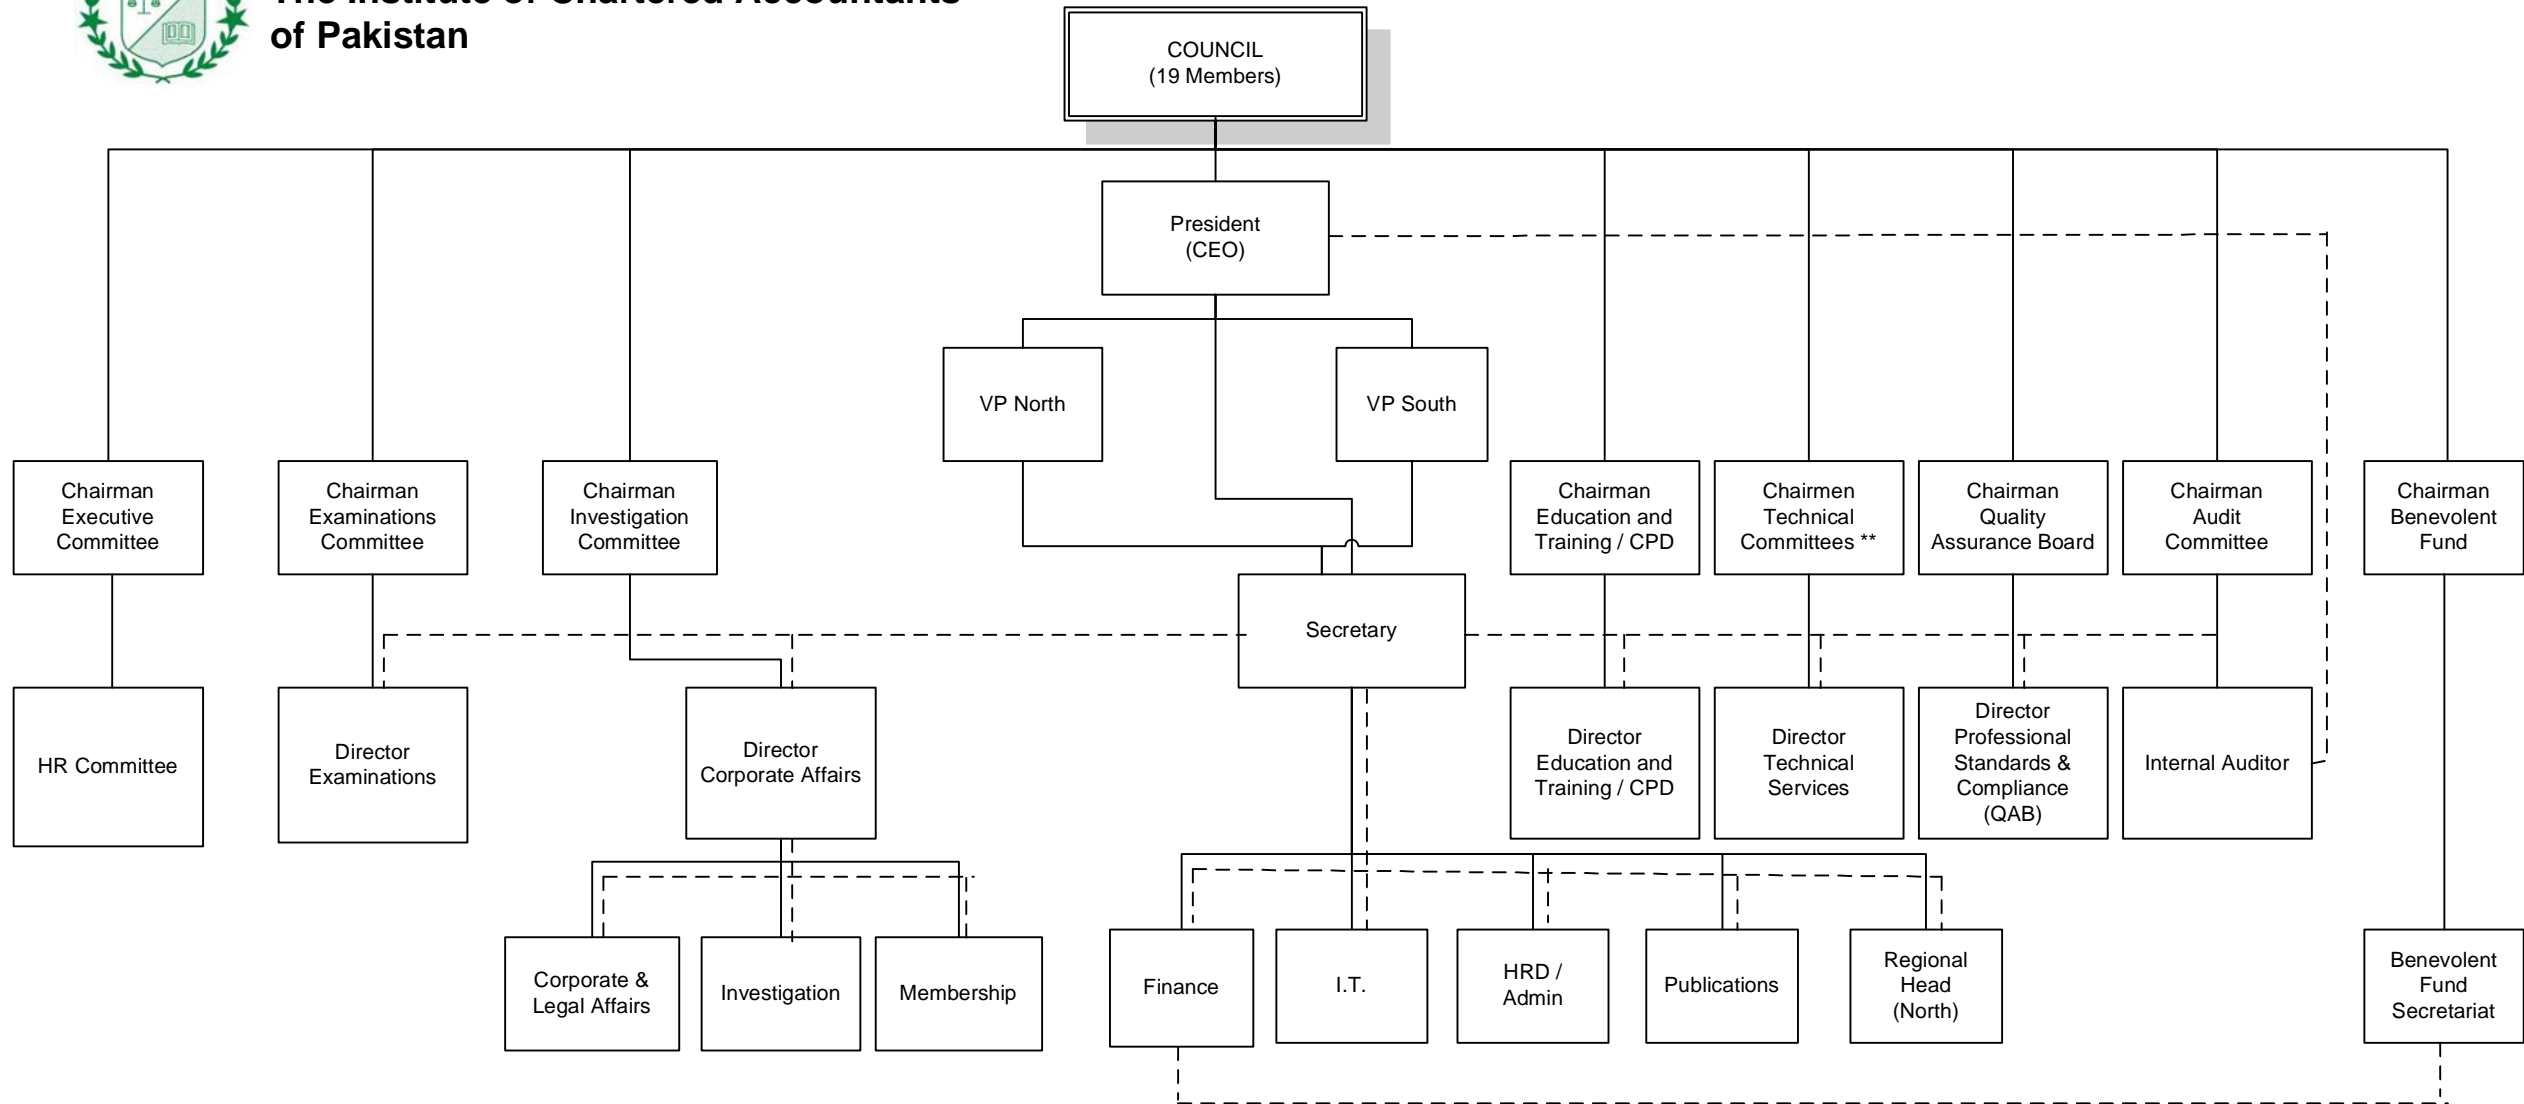 The Institute of Chartered Accountants
of Pakistan
COUNCIL
(19 Members)
President
(CEO)
VP North
VP South
Chairman
Executive
Committee
Chairman
Examinations
Committee
Chairman
Investigation
Committee
Chairman
Education and
Training / CPD
Chairmen
Technical
Committees **
Chairman
Quality
Assurance Board
Chairman
Audit
Committee
Chairman
Benevolent
Fund
Secretary
HR Committee
Director
Examinations
Director
Corporate Affairs
Director
Education and
Training / CPD
Director
Technical
Services
Director
Professional
Standards &
Compliance
(QAB)
Internal Auditor
Corporate &
Legal Affairs
Investigation
Membership
Finance
I.T.
HRD /
Admin
Publications
Regional
Head
(North)
Benevolent
Fund
Secretariat